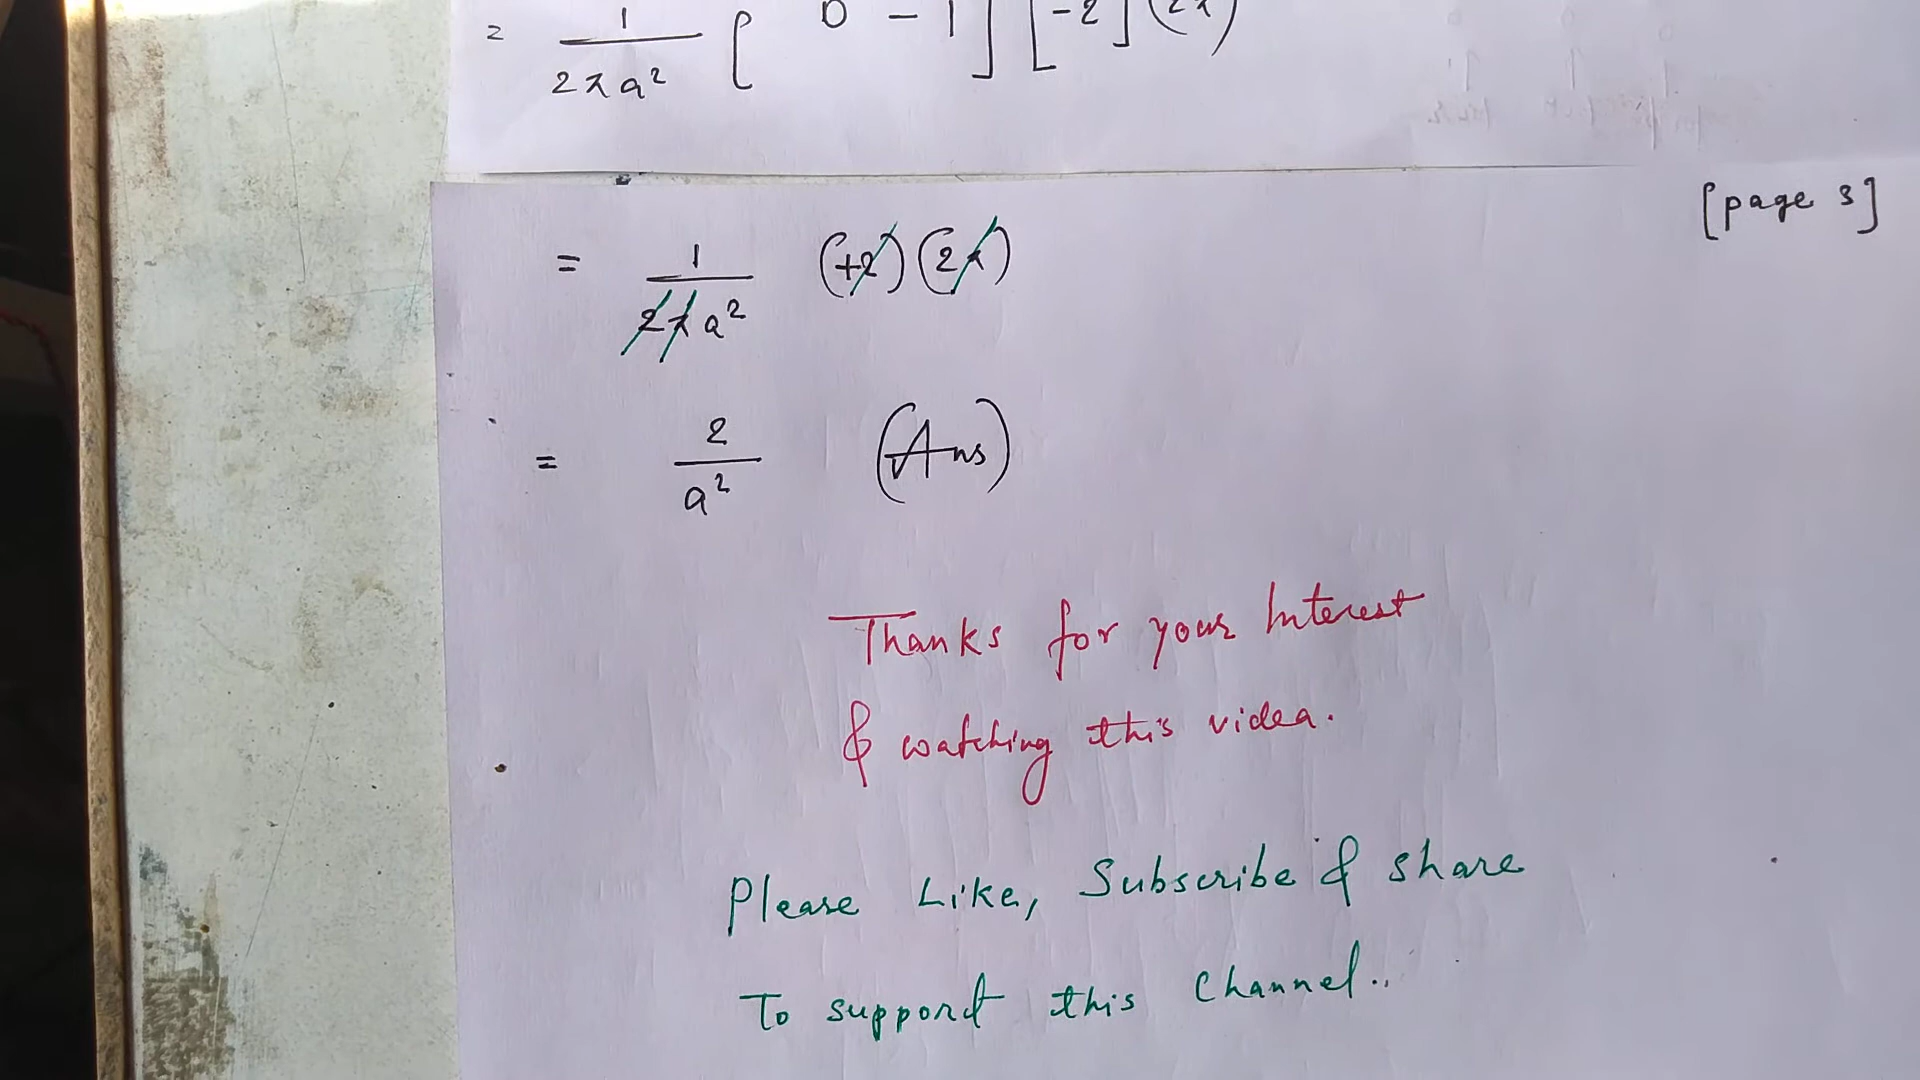 = 1/2πa² [ 0 - 1 ] [-2] (2π)
[page 3]
= 1/2πa² (+2) (2π)
= 2/a² (Ans)
Thanks for your Interest
& watching this video.
Please Like, Subscribe & share
To support this Channel..